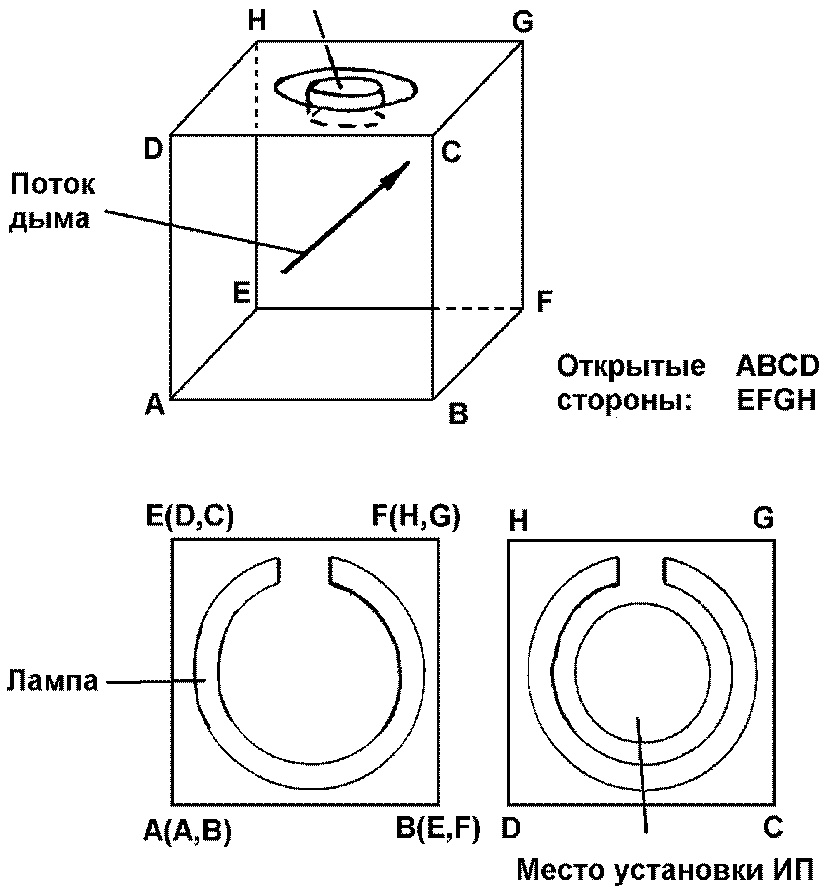 H
G
D
C
Поток
дыма
E
F
Открытые ABCD
стороны: EFGH
A
B
E(D,C) F(H,G)
H G
Лампа
A(A,B) B(E,F)
D C
Место установки ИП